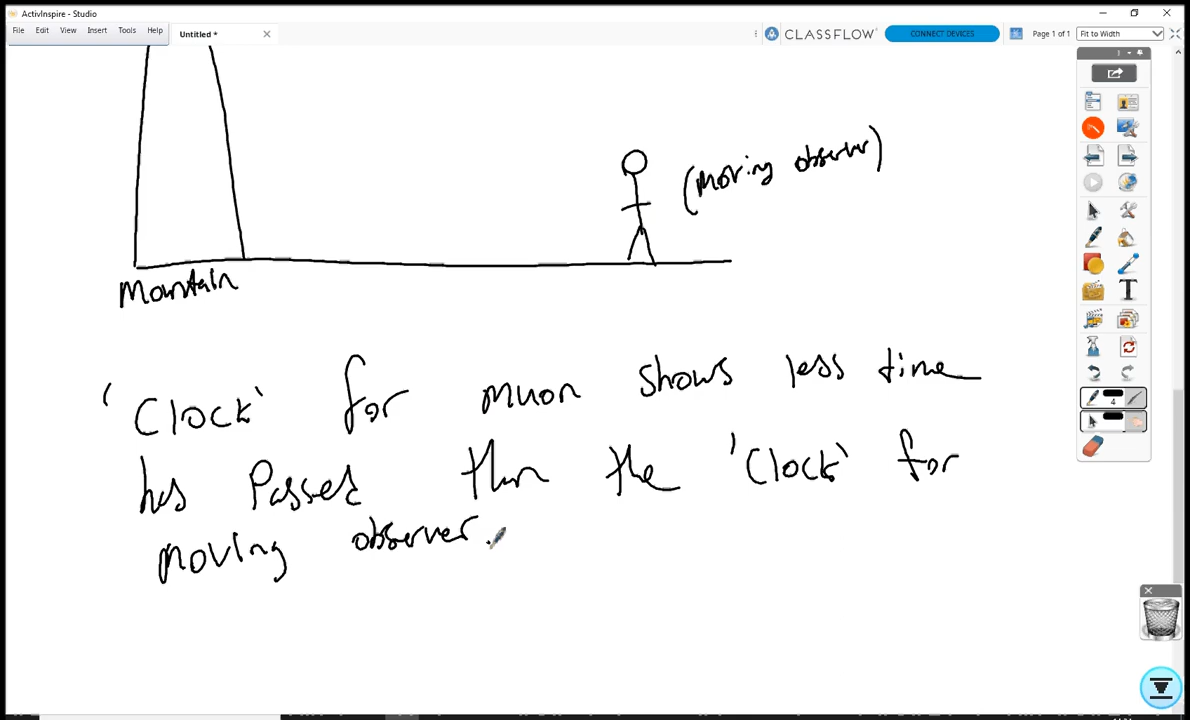 ActivInspire - Studio
File Edit View Insert Tools Help
Untitled *
CLASSFLOW
CONNECT DEVICES
Page 1 of 1
Fit to Width
(moving observer)
Mountain
'Clock' for muon shows less time
has Passed than the 'Clock' for
moving observer.
T
4